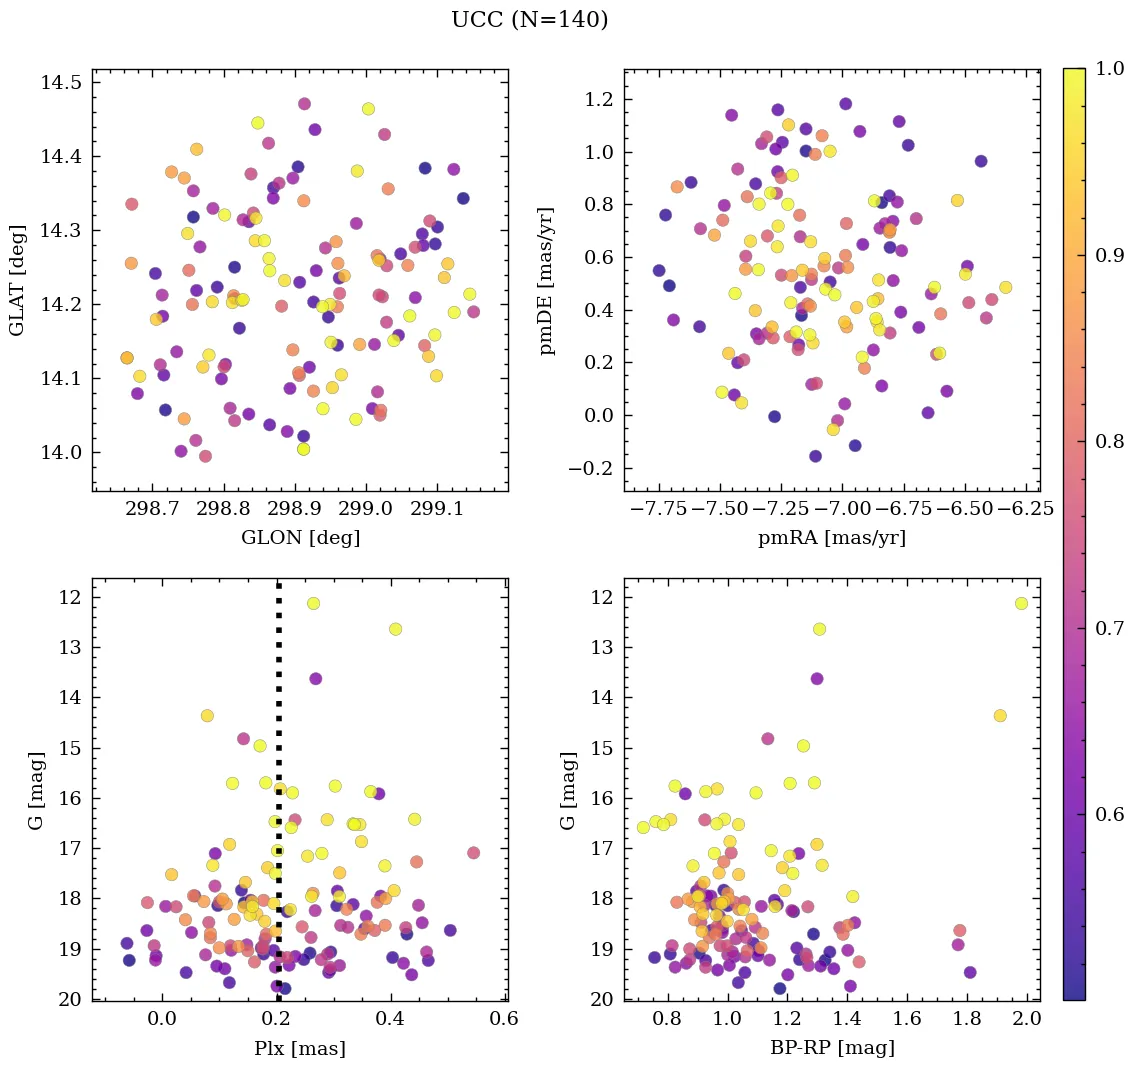 UCC (N=140)
14.5
14.4
14.3
14.2
14.1
14.0
GLAT [deg]
298.7 298.8 298.9 299.0 299.1
GLON [deg]
1.2
1.0
0.8
0.6
0.4
0.2
0.0
−0.2
pmDE [mas/yr]
−7.75 −7.50 −7.25 −7.00 −6.75 −6.50 −6.25
pmRA [mas/yr]
1.0
0.9
0.8
0.7
0.6
12
13
14
15
16
17
18
19
20
G [mag]
0.0 0.2 0.4 0.6
Plx [mas]
12
13
14
15
16
17
18
19
20
G [mag]
0.8 1.0 1.2 1.4 1.6 1.8 2.0
BP-RP [mag]